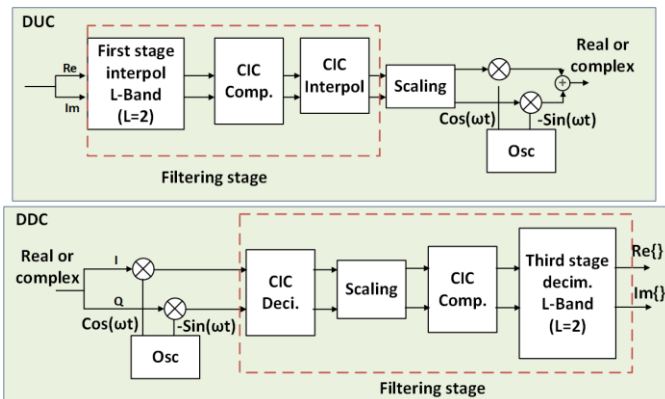 DUC
Re
Im
First stage
interpol
L-Band
(L=2)
CIC
Comp.
CIC
Interpol
Scaling
Real or
complex
Cos(ωt)
-Sin(ωt)
Osc
Filtering stage
DDC
Real or
complex
I
Q
Cos(ωt)
-Sin(ωt)
Osc
CIC
Deci.
Scaling
CIC
Comp.
Third stage
decim.
L-Band
(L=2)
Re{}
Im{}
Filtering stage